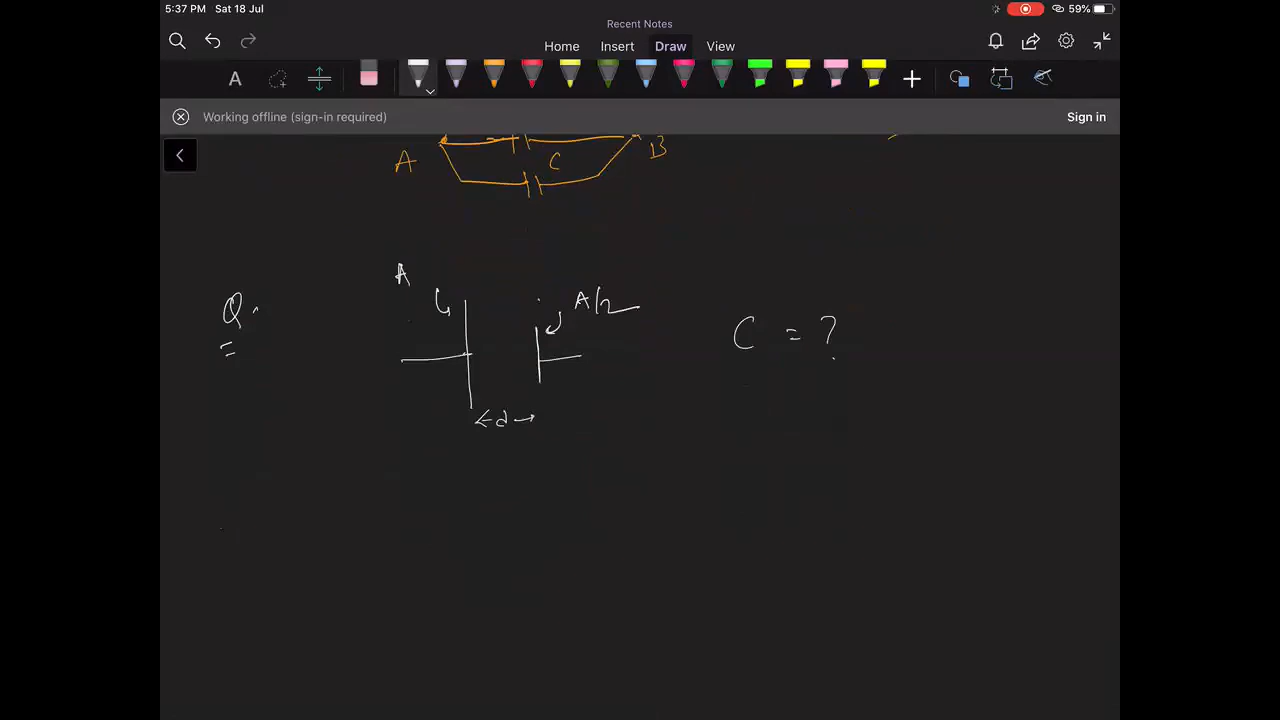 5:37 PM Sat 18 Jul
59%
Recent Notes
Home Insert Draw View
A
Working offline (sign-in required) Sign in
A C B
A A/2
Q. C = ?
d